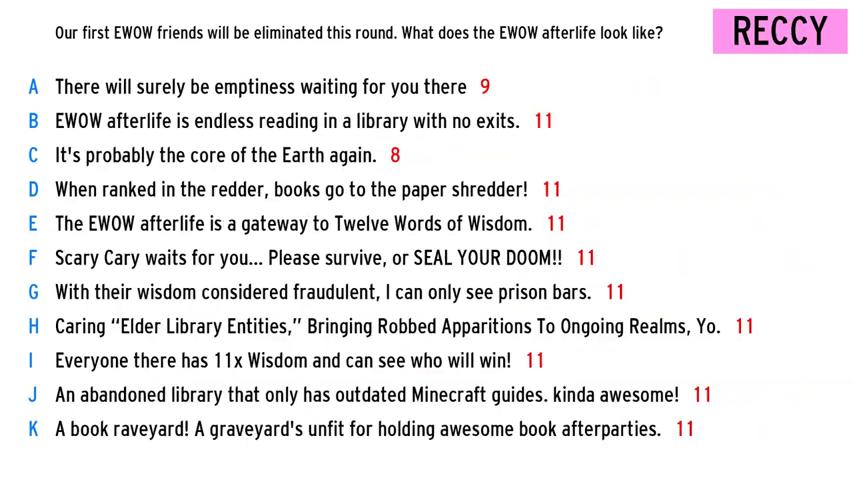 Our first EWOW friends will be eliminated this round. What does the EWOW afterlife look like?
RECCY
A There will surely be emptiness waiting for you there 9
B EWOW afterlife is endless reading in a library with no exits. 11
C It's probably the core of the Earth again. 8
D When ranked in the redder, books go to the paper shredder! 11
E The EWOW afterlife is a gateway to Twelve Words of Wisdom. 11
F Scary Cary waits for you... Please survive, or SEAL YOUR DOOM!! 11
G With their wisdom considered fraudulent, I can only see prison bars. 11
H Caring “Elder Library Entities,” Bringing Robbed Apparitions To Ongoing Realms, Yo. 11
I Everyone there has 11x Wisdom and can see who will win! 11
J An abandoned library that only has outdated Minecraft guides. kinda awesome! 11
K A book raveyard! A graveyard's unfit for holding awesome book afterparties. 11